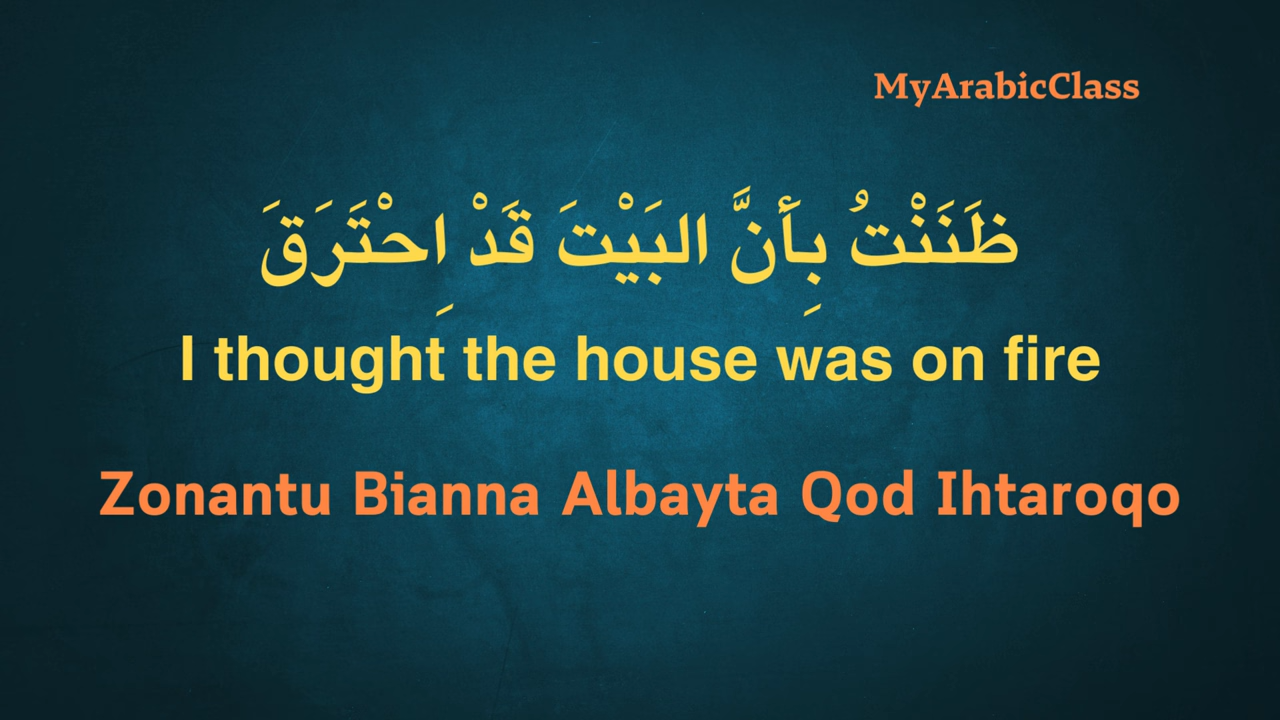 MyArabicClass
ظَنَنْتُ بِأَنَّ البَيْتَ قَدْ اِحْتَرَقَ
I thought the house was on fire
Zonantu Bianna Albayta Qod Ihtaroqo